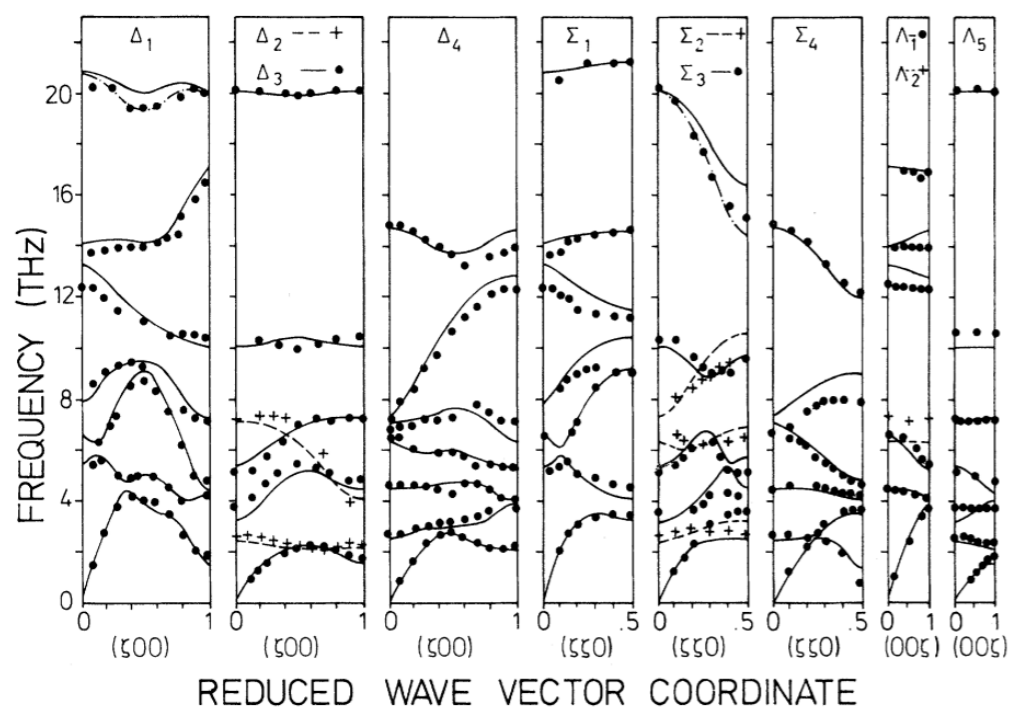 Δ₁
Δ₂ --- +
Δ₃ — •
Δ₄
Σ₁
Σ₂ -- +
Σ₃ — •
Σ₄
Λ₁ •
Λ₂ +
Λ₅
FREQUENCY (THz)
20
16
12
8
4
0
0 1
0 1
0 1
0 .5
0 .5
0 .5
0 1
0 1
(ζ00)
(ζ00)
(ζ00)
(ζζ0)
(ζζ0)
(ζζ0)
(00ζ)
(00ζ)
REDUCED WAVE VECTOR COORDINATE